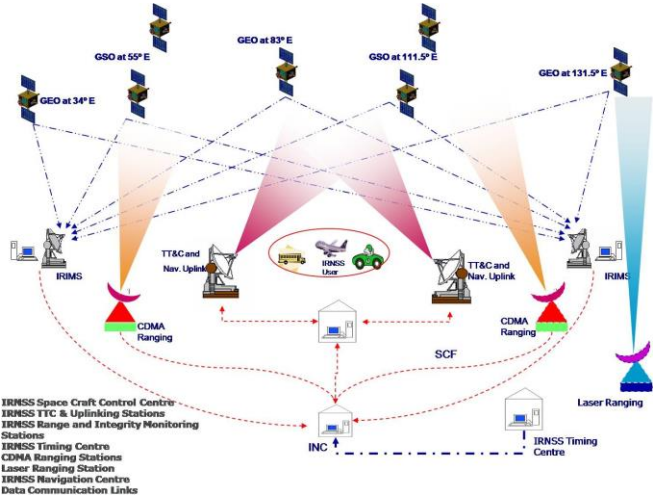 GEO at 83° E
GSO at 55° E
GSO at 111.5° E
GEO at 131.5° E
GEO at 34° E
IRIMS
TT&C and
Nav. Uplink
IRNSS
User
TT&C and
Nav. Uplink
IRIMS
CDMA
Ranging
CDMA
Ranging
SCF
Laser Ranging
IRNSS Space Craft Control Centre
IRNSS TTC & Uplinking Stations
IRNSS Range and Integrity Monitoring
Stations
IRNSS Timing Centre
CDMA Ranging Stations
Laser Ranging Station
IRNSS Navigation Centre
Data Communication Links
INC
IRNSS Timing
Centre